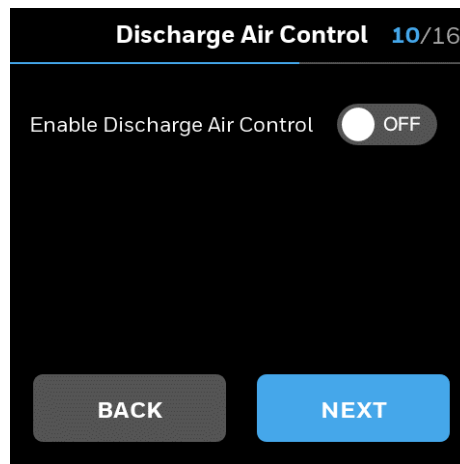 Discharge Air Control 10/16
Enable Discharge Air Control OFF
BACK NEXT